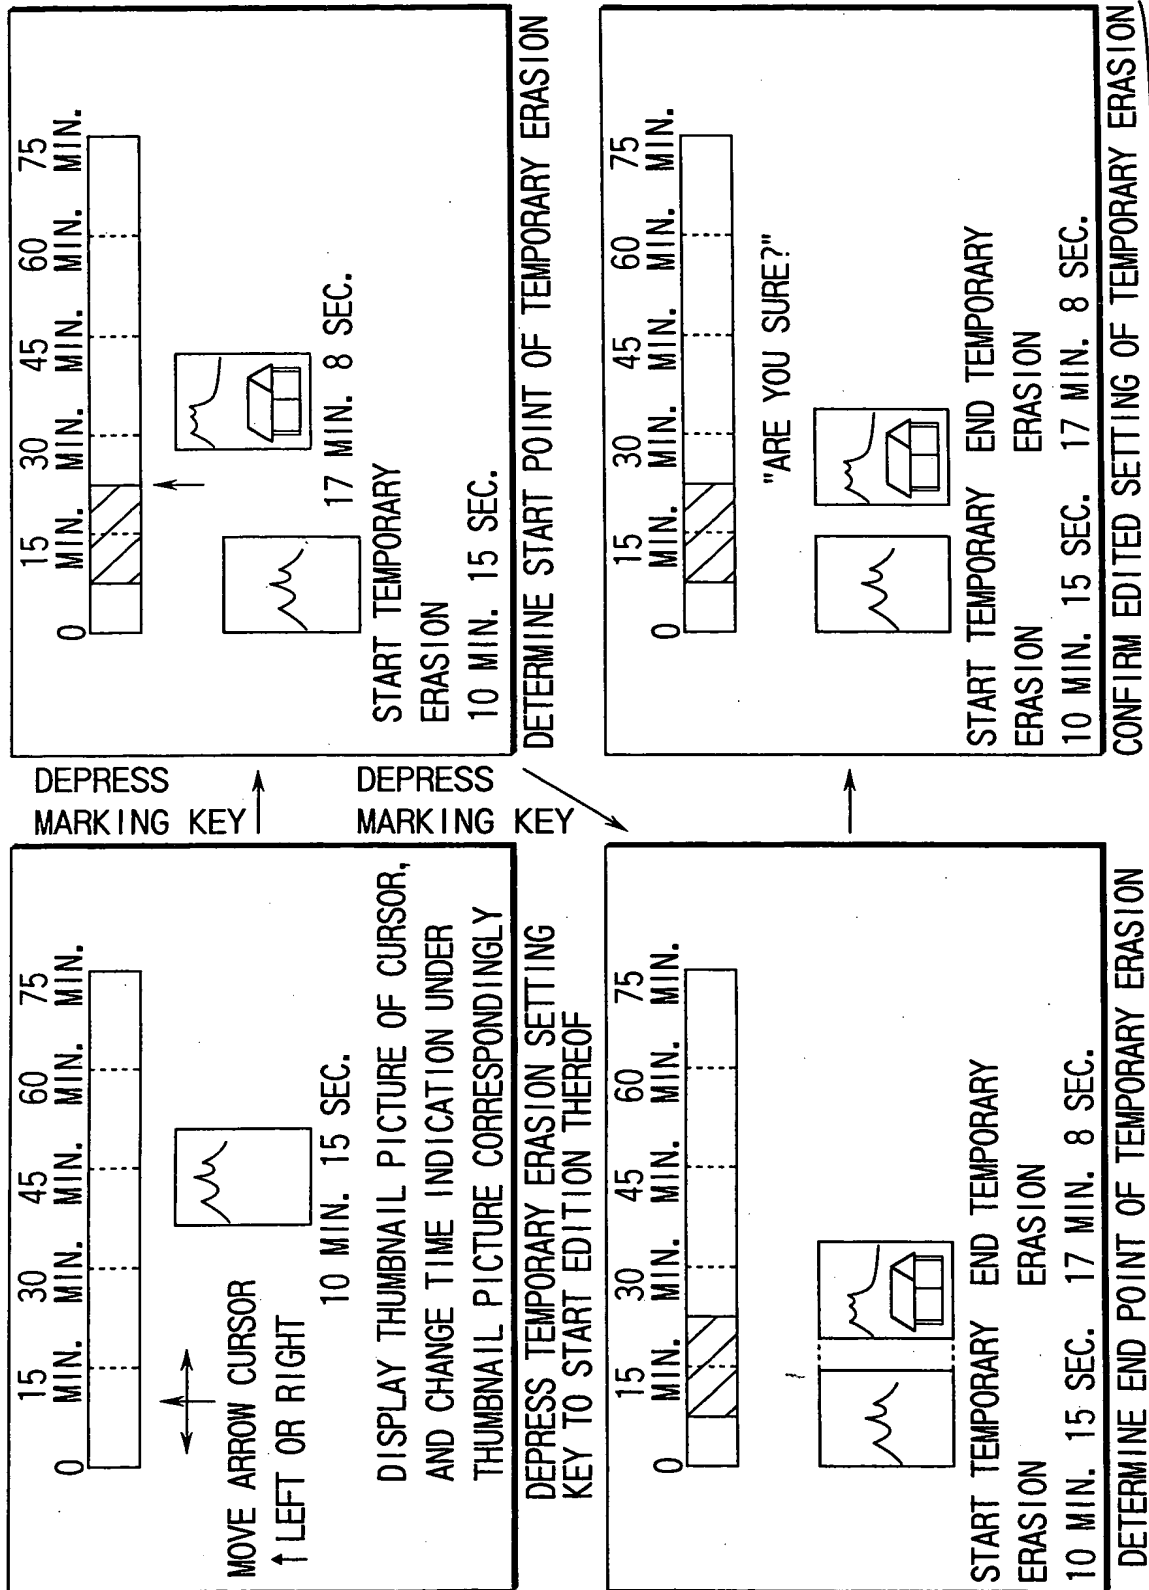 0
15 MIN.
30 MIN.
45 MIN.
60 MIN.
75 MIN.
MOVE ARROW CURSOR
↑ LEFT OR RIGHT
10 MIN. 15 SEC.
DISPLAY THUMBNAIL PICTURE OF CURSOR,
AND CHANGE TIME INDICATION UNDER
THUMBNAIL PICTURE CORRESPONDINGLY
DEPRESS TEMPORARY ERASION SETTING
KEY TO START EDITION THEREOF
DEPRESS
MARKING KEY
0
15 MIN.
30 MIN.
45 MIN.
60 MIN.
75 MIN.
17 MIN. 8 SEC.
START TEMPORARY
ERASION
10 MIN. 15 SEC.
DETERMINE START POINT OF TEMPORARY ERASION
DEPRESS
MARKING KEY
0
15 MIN.
30 MIN.
45 MIN.
60 MIN.
75 MIN.
START TEMPORARY END TEMPORARY
ERASION ERASION
10 MIN. 15 SEC. 17 MIN. 8 SEC.
DETERMINE END POINT OF TEMPORARY ERASION
0
15 MIN.
30 MIN.
45 MIN.
60 MIN.
75 MIN.
"ARE YOU SURE?"
START TEMPORARY END TEMPORARY
ERASION ERASION
10 MIN. 15 SEC. 17 MIN. 8 SEC.
CONFIRM EDITED SETTING OF TEMPORARY ERASION